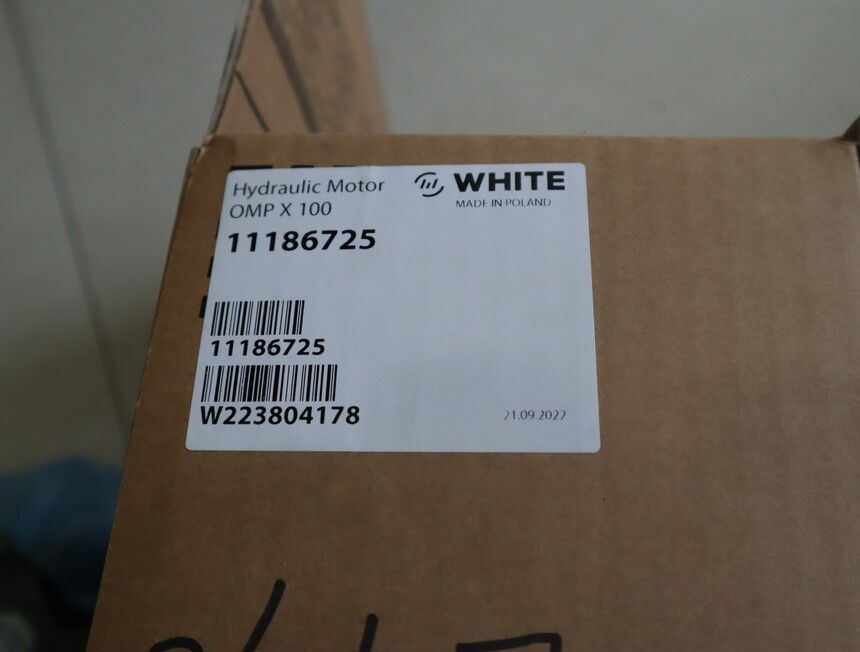 Hydraulic Motor
OMP X 100
11186725
WHITE
MADE IN POLAND
11186725
W223804178
21.09.2022